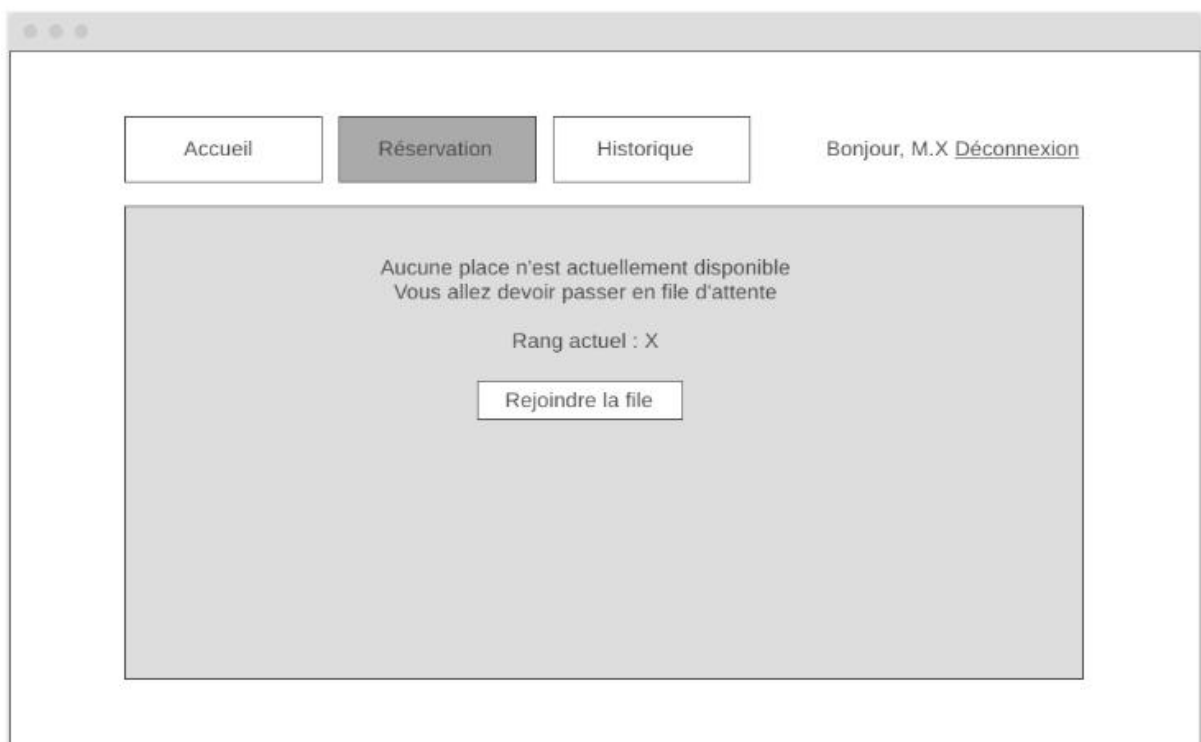 Accueil
Réservation
Historique
Bonjour, M.X Déconnexion
Aucune place n'est actuellement disponible
Vous allez devoir passer en file d'attente
Rang actuel : X
Rejoindre la file